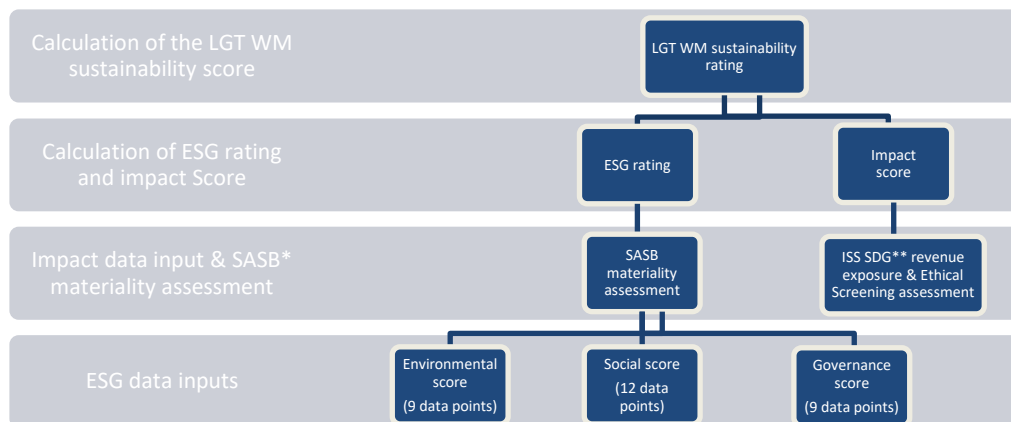 Calculation of the LGT WM
sustainability score
LGT WM sustainability
rating
Calculation of ESG rating
and impact Score
ESG rating
Impact
score
Impact data input & SASB*
materiality assessment
SASB
materiality
assessment
ISS SDG** revenue
exposure & Ethical
Screening assessment
ESG data inputs
Environmental
score
(9 data points)
Social score
(12 data
points)
Governance
score
(9 data points)